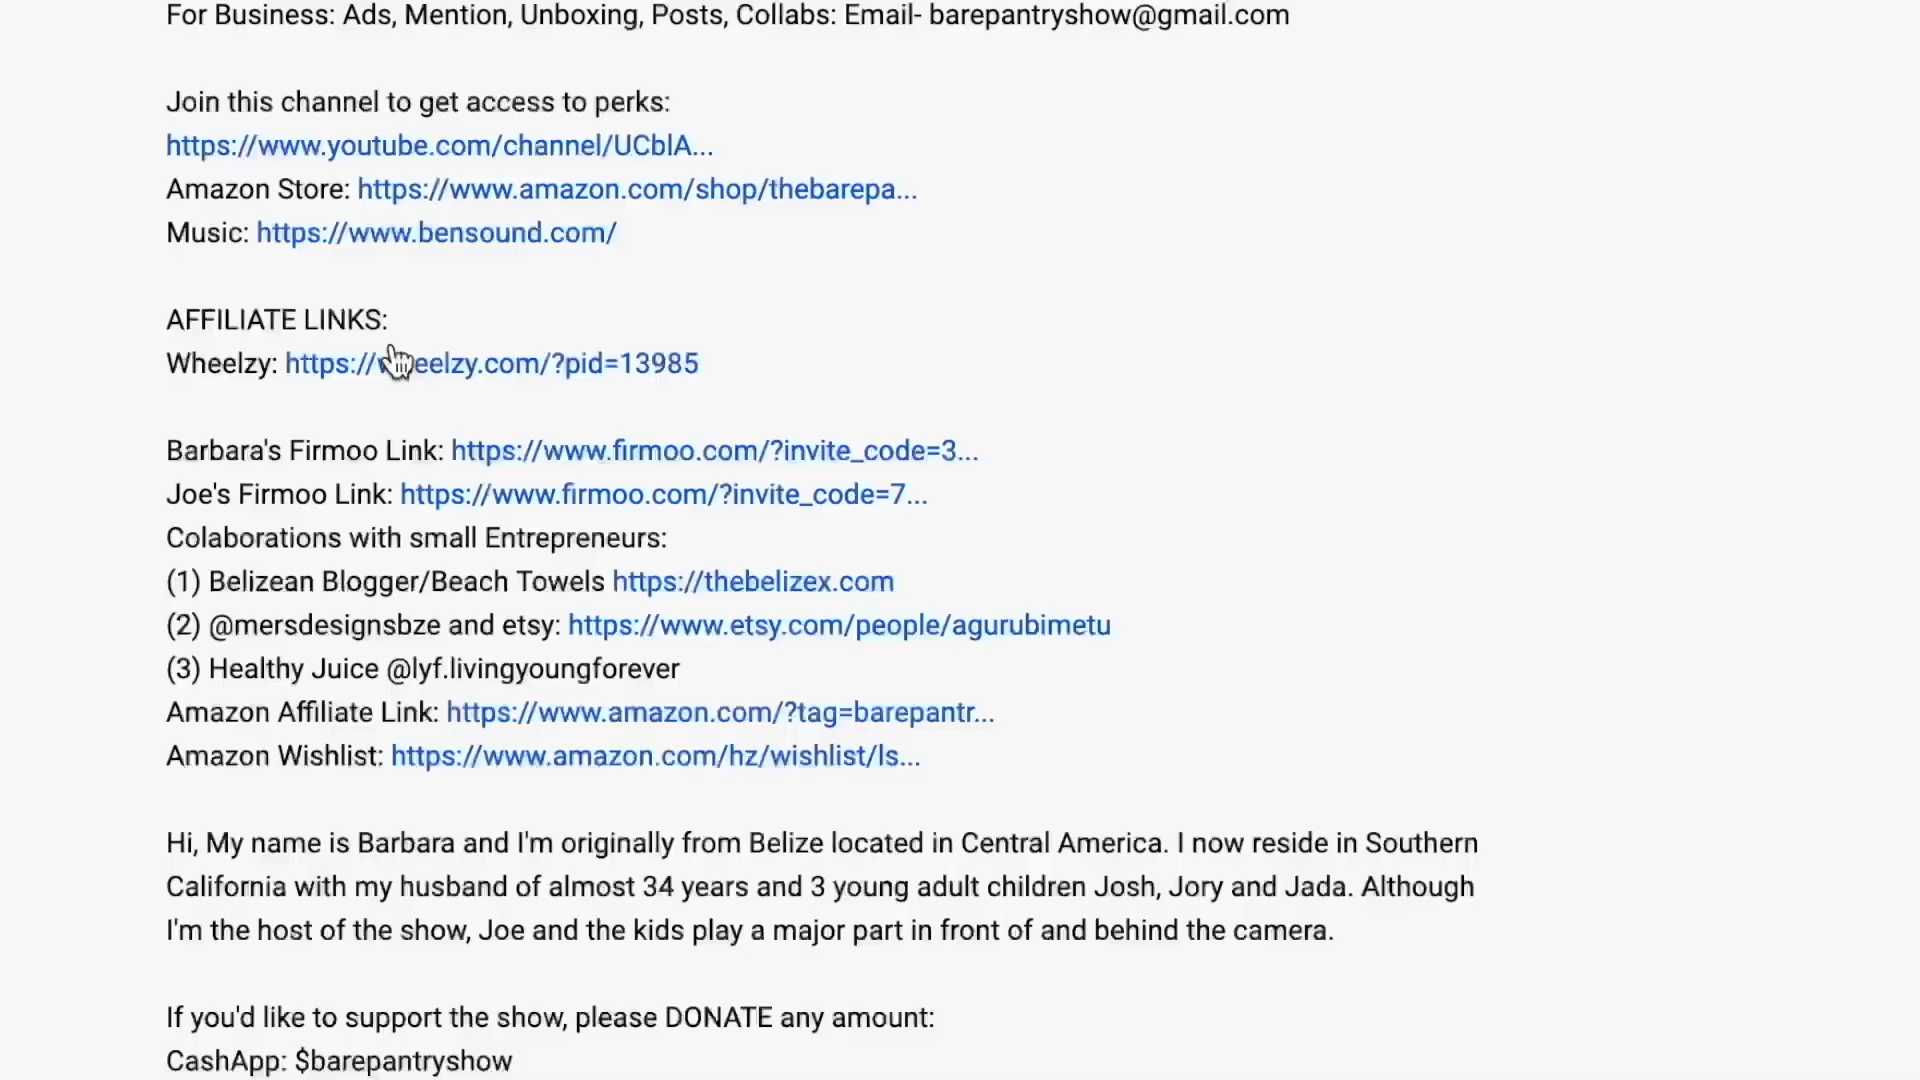 For Business: Ads, Mention, Unboxing, Posts, Collabs: Email- barepantryshow@gmail.com
Join this channel to get access to perks:
https://www.youtube.com/channel/UCblA...
Amazon Store: https://www.amazon.com/shop/thebarepa...
Music: https://www.bensound.com/
AFFILIATE LINKS:
Wheelzy: https://wheelzy.com/?pid=13985
Barbara's Firmoo Link: https://www.firmoo.com/?invite_code=3...
Joe's Firmoo Link: https://www.firmoo.com/?invite_code=7...
Colaborations with small Entrepreneurs:
(1) Belizean Blogger/Beach Towels https://thebelizex.com
(2) @mersdesignsbze and etsy: https://www.etsy.com/people/agurubimetu
(3) Healthy Juice @lyf.livingyoungforever
Amazon Affiliate Link: https://www.amazon.com/?tag=barepantr...
Amazon Wishlist: https://www.amazon.com/hz/wishlist/ls...
Hi, My name is Barbara and I'm originally from Belize located in Central America. I now reside in Southern
California with my husband of almost 34 years and 3 young adult children Josh, Jory and Jada. Although
I'm the host of the show, Joe and the kids play a major part in front of and behind the camera.
If you'd like to support the show, please DONATE any amount:
CashApp: $barepantryshow